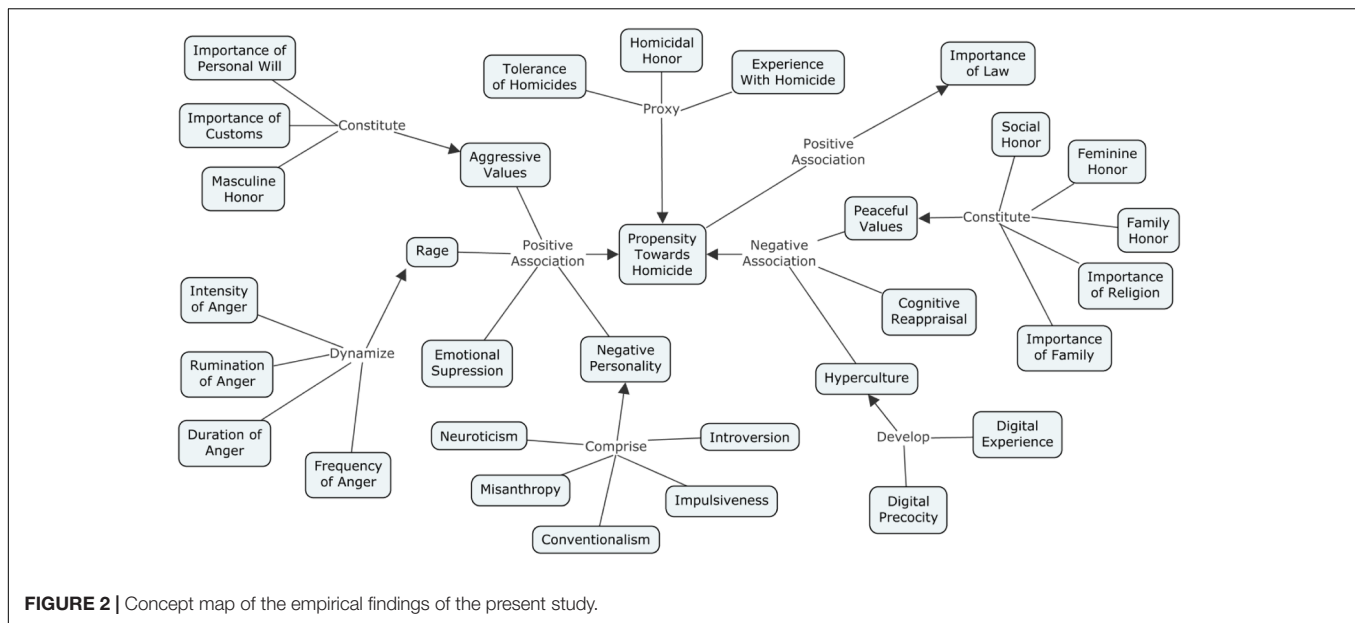 Importance of
Personal Will
Importance of
Customs
Masculine
Honor
Constitute
Aggressive
Values
Tolerance
of Homicides
Homicidal
Honor
Experience
With Homicide
Proxy
Importance
of Law
Positive
Association
Social
Honor
Feminine
Honor
Family
Honor
Importance
of Religion
Importance
of Family
Constitute
Peaceful
Values
Rage
Positive
Association
Propensity
Towards
Homicide
Negative
Association
Cognitive
Reappraisal
Intensity
of Anger
Rumination
of Anger
Duration of
Anger
Frequency
of Anger
Dynamize
Emotional
Supression
Negative
Personality
Hyperculture
Neuroticism
Comprise
Introversion
Misanthropy
Impulsiveness
Conventionalism
Develop
Digital
Experience
Digital
Precocity
FIGURE 2 | Concept map of the empirical findings of the present study.